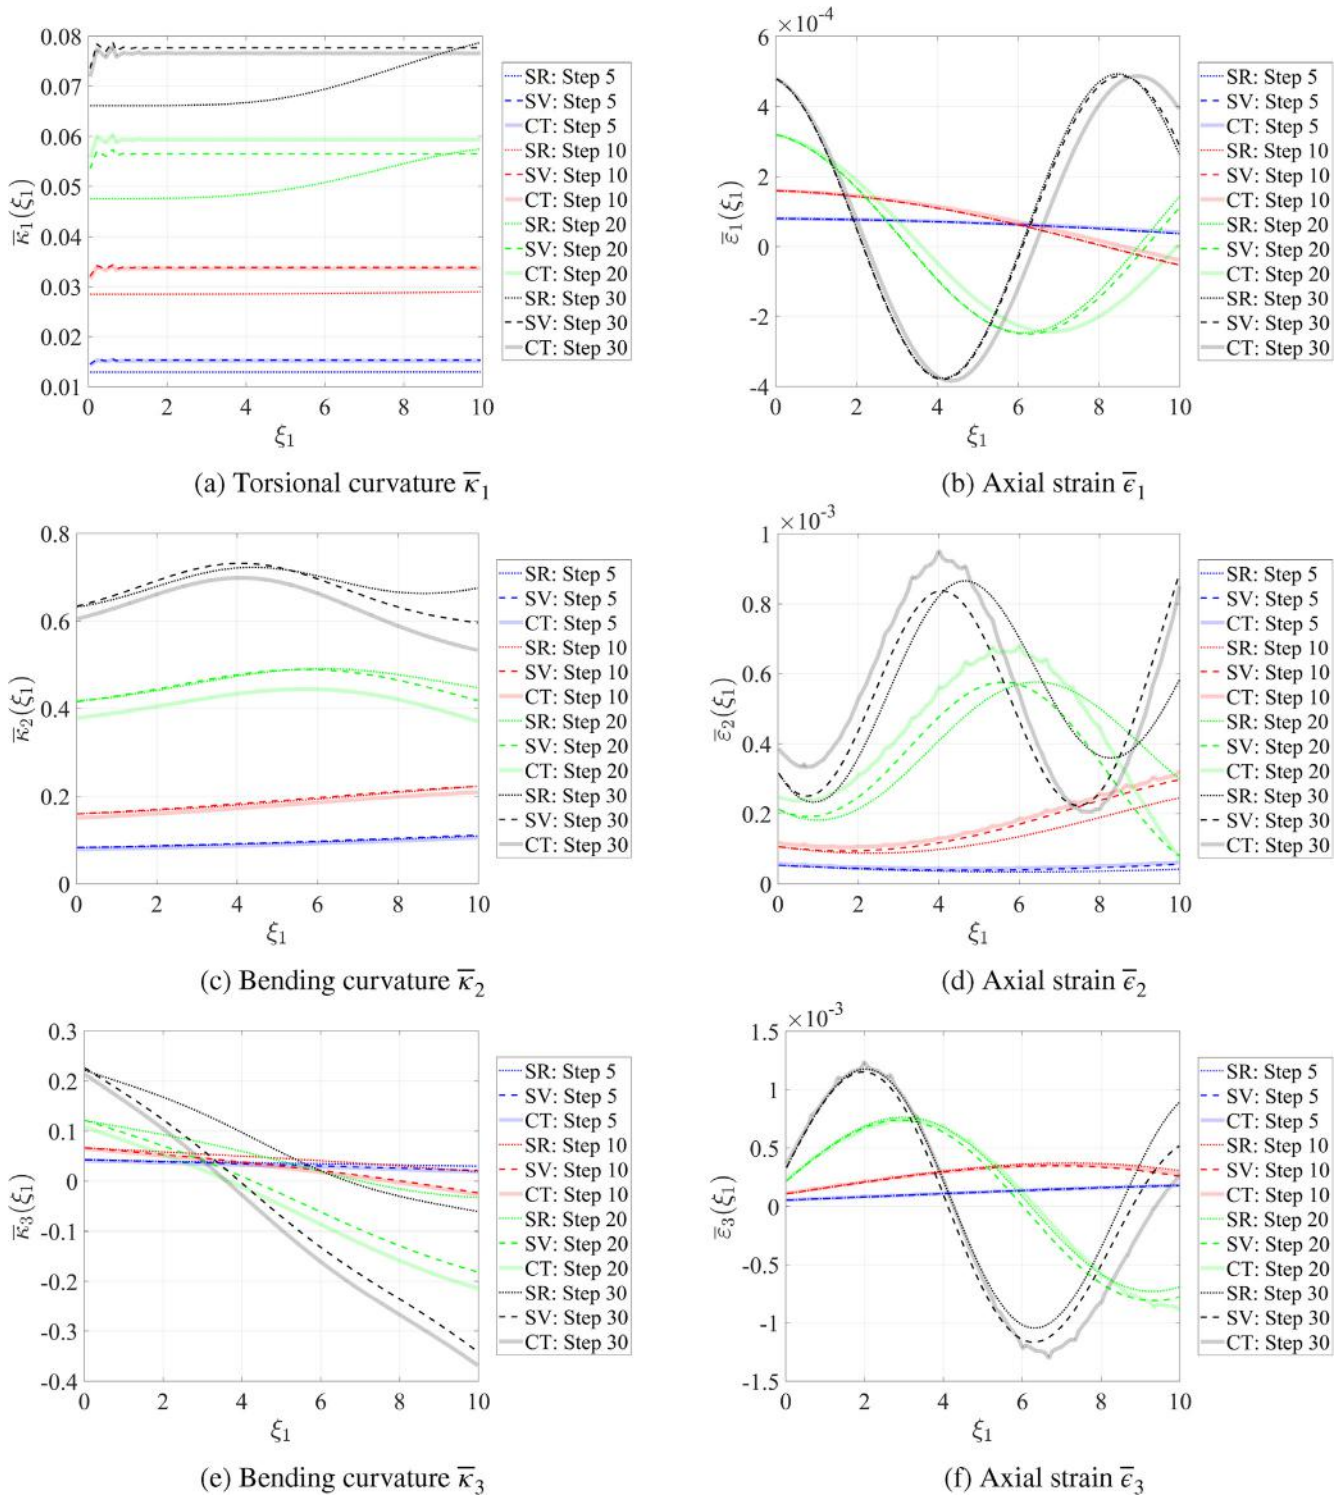 0.08
0.07
0.06
0.05
0.04
0.03
0.02
0.01
0 2 4 6 8 10
κ̅₁(ξ₁)
ξ₁
SR: Step 5
SV: Step 5
CT: Step 5
SR: Step 10
SV: Step 10
CT: Step 10
SR: Step 20
SV: Step 20
CT: Step 20
SR: Step 30
SV: Step 30
CT: Step 30
(a) Torsional curvature κ̅₁
×10⁻⁴
6
4
2
0
-2
-4
0 2 4 6 8 10
ε̅₁(ξ₁)
ξ₁
SR: Step 5
SV: Step 5
CT: Step 5
SR: Step 10
SV: Step 10
CT: Step 10
SR: Step 20
SV: Step 20
CT: Step 20
SR: Step 30
SV: Step 30
CT: Step 30
(b) Axial strain ϵ̅₁
0.8
0.6
0.4
0.2
0
0 2 4 6 8 10
κ̅₂(ξ₁)
ξ₁
SR: Step 5
SV: Step 5
CT: Step 5
SR: Step 10
SV: Step 10
CT: Step 10
SR: Step 20
SV: Step 20
CT: Step 20
SR: Step 30
SV: Step 30
CT: Step 30
(c) Bending curvature κ̅₂
×10⁻³
1
0.8
0.6
0.4
0.2
0
0 2 4 6 8 10
ε̅₂(ξ₁)
ξ₁
SR: Step 5
SV: Step 5
CT: Step 5
SR: Step 10
SV: Step 10
CT: Step 10
SR: Step 20
SV: Step 20
CT: Step 20
SR: Step 30
SV: Step 30
CT: Step 30
(d) Axial strain ϵ̅₂
0.3
0.2
0.1
0
-0.1
-0.2
-0.3
-0.4
0 2 4 6 8 10
κ̅₃(ξ₁)
ξ₁
SR: Step 5
SV: Step 5
CT: Step 5
SR: Step 10
SV: Step 10
CT: Step 10
SR: Step 20
SV: Step 20
CT: Step 20
SR: Step 30
SV: Step 30
CT: Step 30
(e) Bending curvature κ̅₃
×10⁻³
1.5
1
0.5
0
-0.5
-1
-1.5
0 2 4 6 8 10
ε̅₃(ξ₁)
ξ₁
SR: Step 5
SV: Step 5
CT: Step 5
SR: Step 10
SV: Step 10
CT: Step 10
SR: Step 20
SV: Step 20
CT: Step 20
SR: Step 30
SV: Step 30
CT: Step 30
(f) Axial strain ϵ̅₃